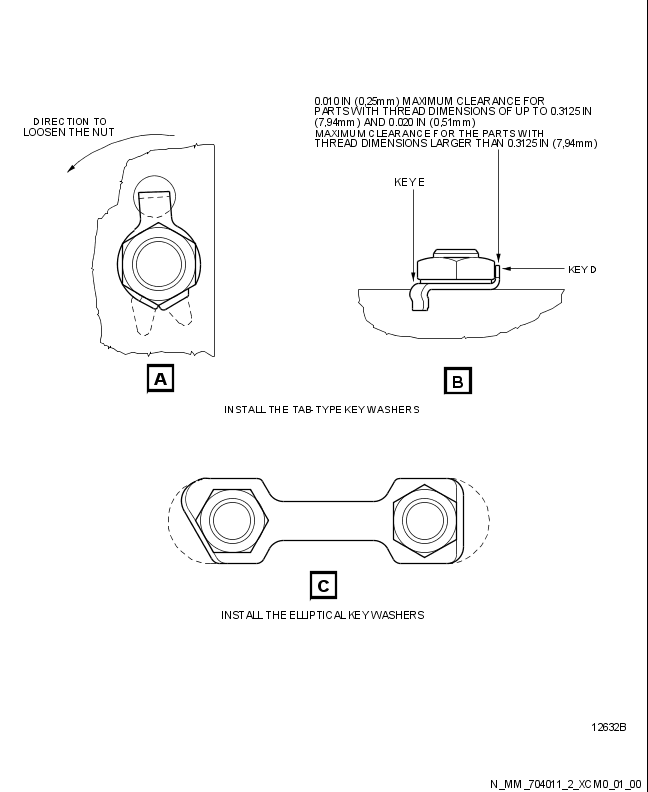 0.010 IN (0,25mm) MAXIMUM CLEARANCE FOR
PARTS WITH THREAD DIMENSIONS OF UP TO 0.3125 IN
(7,94mm) AND 0.020 IN (0,51mm)
MAXIMUM CLEARANCE FOR THE PARTS WITH
THREAD DIMENSIONS LARGER THAN 0.3125 IN (7,94mm)
DIRECTION TO
LOOSEN THE NUT
KEY E
KEY D
A
B
INSTALL THE TAB-TYPE KEY WASHERS
C
INSTALL THE ELLIPTICAL KEY WASHERS
12632B
N_MM_704011_2_XCM0_01_00